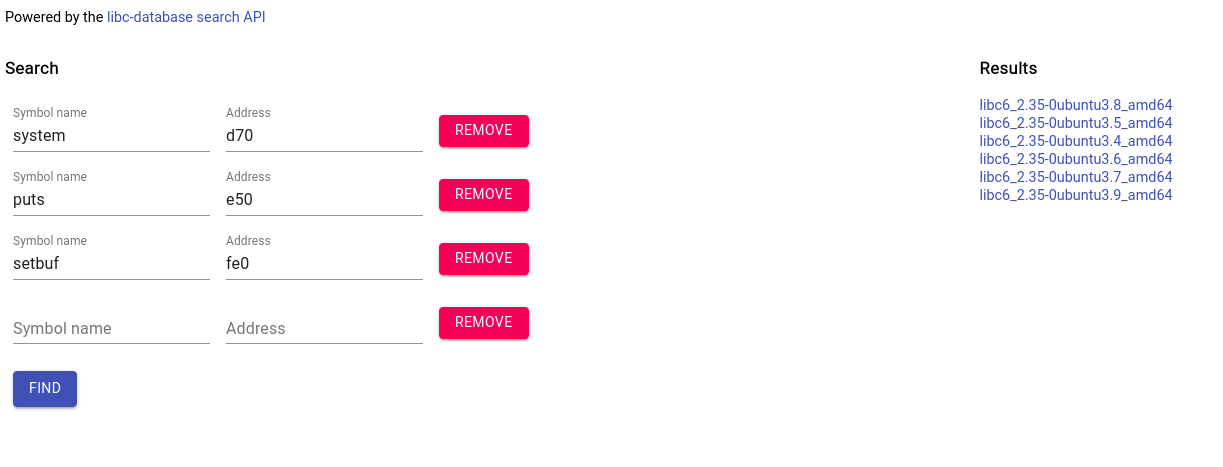 Powered by the libc-database search API
Search
Symbol name Address
system d70 REMOVE
Symbol name Address
puts e50 REMOVE
Symbol name Address
setbuf fe0 REMOVE
Symbol name Address REMOVE
FIND
Results
libc6_2.35-0ubuntu3.8_amd64
libc6_2.35-0ubuntu3.5_amd64
libc6_2.35-0ubuntu3.4_amd64
libc6_2.35-0ubuntu3.6_amd64
libc6_2.35-0ubuntu3.7_amd64
libc6_2.35-0ubuntu3.9_amd64